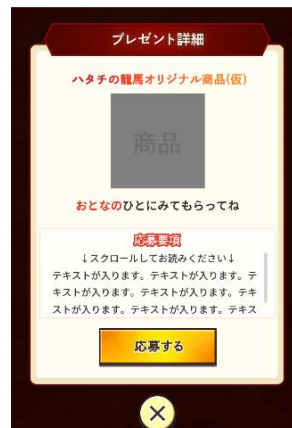 プレゼント詳細
ハタチの龍馬オリジナル商品(仮)
商品
おとなのひとにみてもらってね
応募要項
↓スクロールしてお読みください↓
テキストが入ります。テキストが入ります。テ
キストが入ります。テキストが入ります。テキ
ストが入ります。テキストが入ります。テキス
応募する